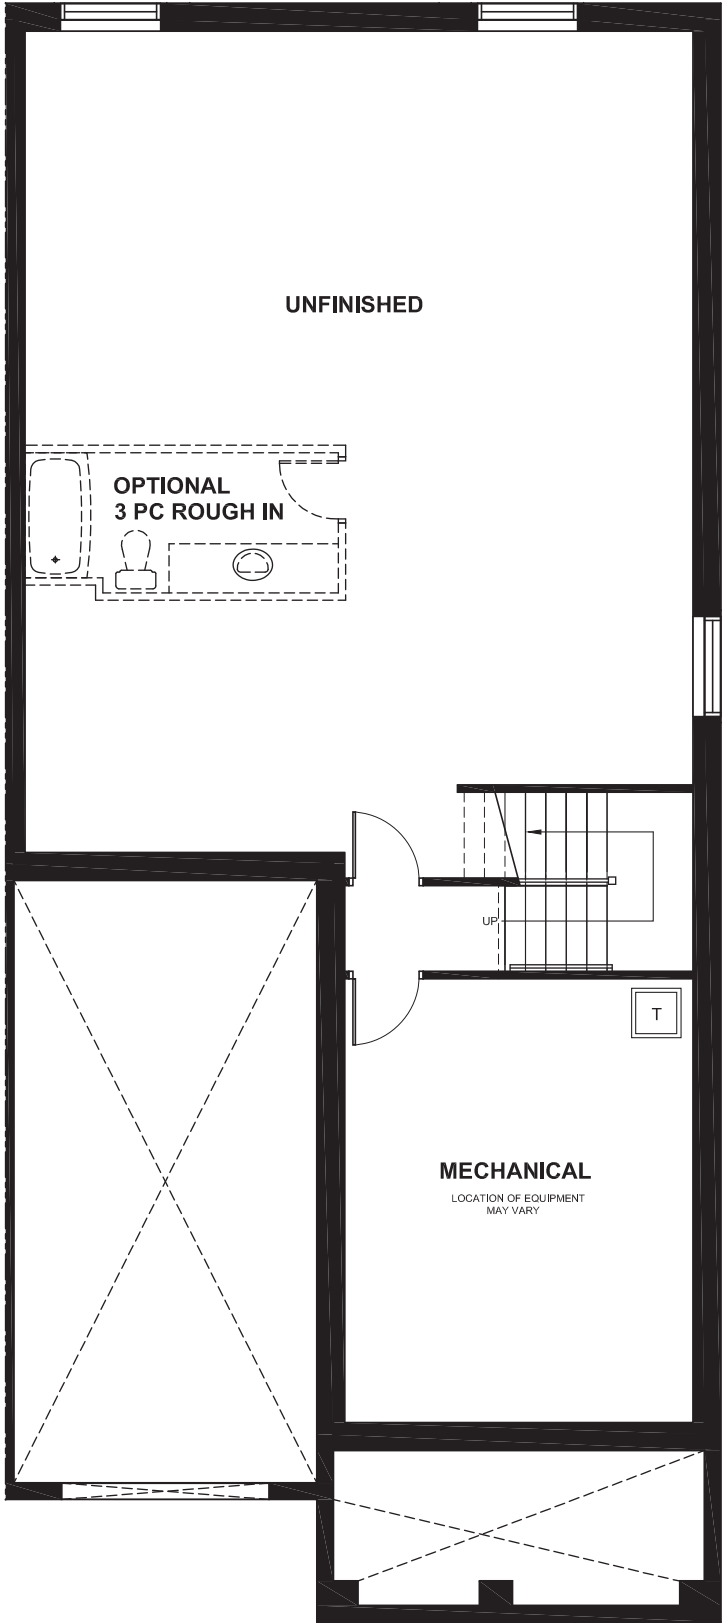 UNFINISHED
OPTIONAL
3 PC ROUGH IN
UP
T
MECHANICAL
LOCATION OF EQUIPMENT
MAY VARY